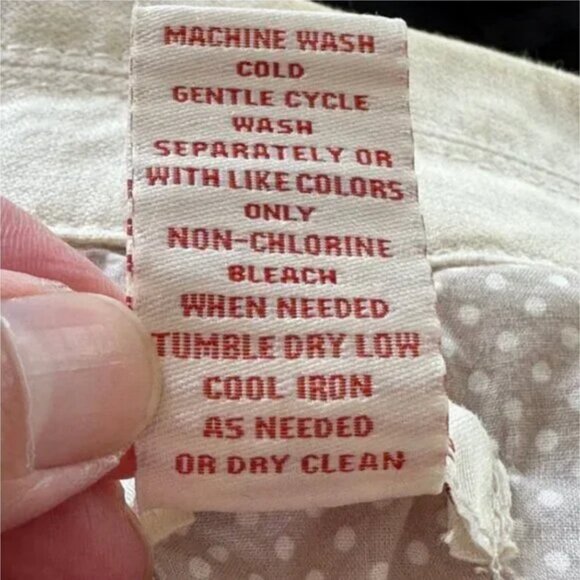 MACHINE WASH
COLD
GENTLE CYCLE
WASH
SEPARATELY OR
WITH LIKE COLORS
ONLY
NON-CHLORINE
BLEACH
WHEN NEEDED
TUMBLE DRY LOW
COOL IRON
AS NEEDED
OR DRY CLEAN